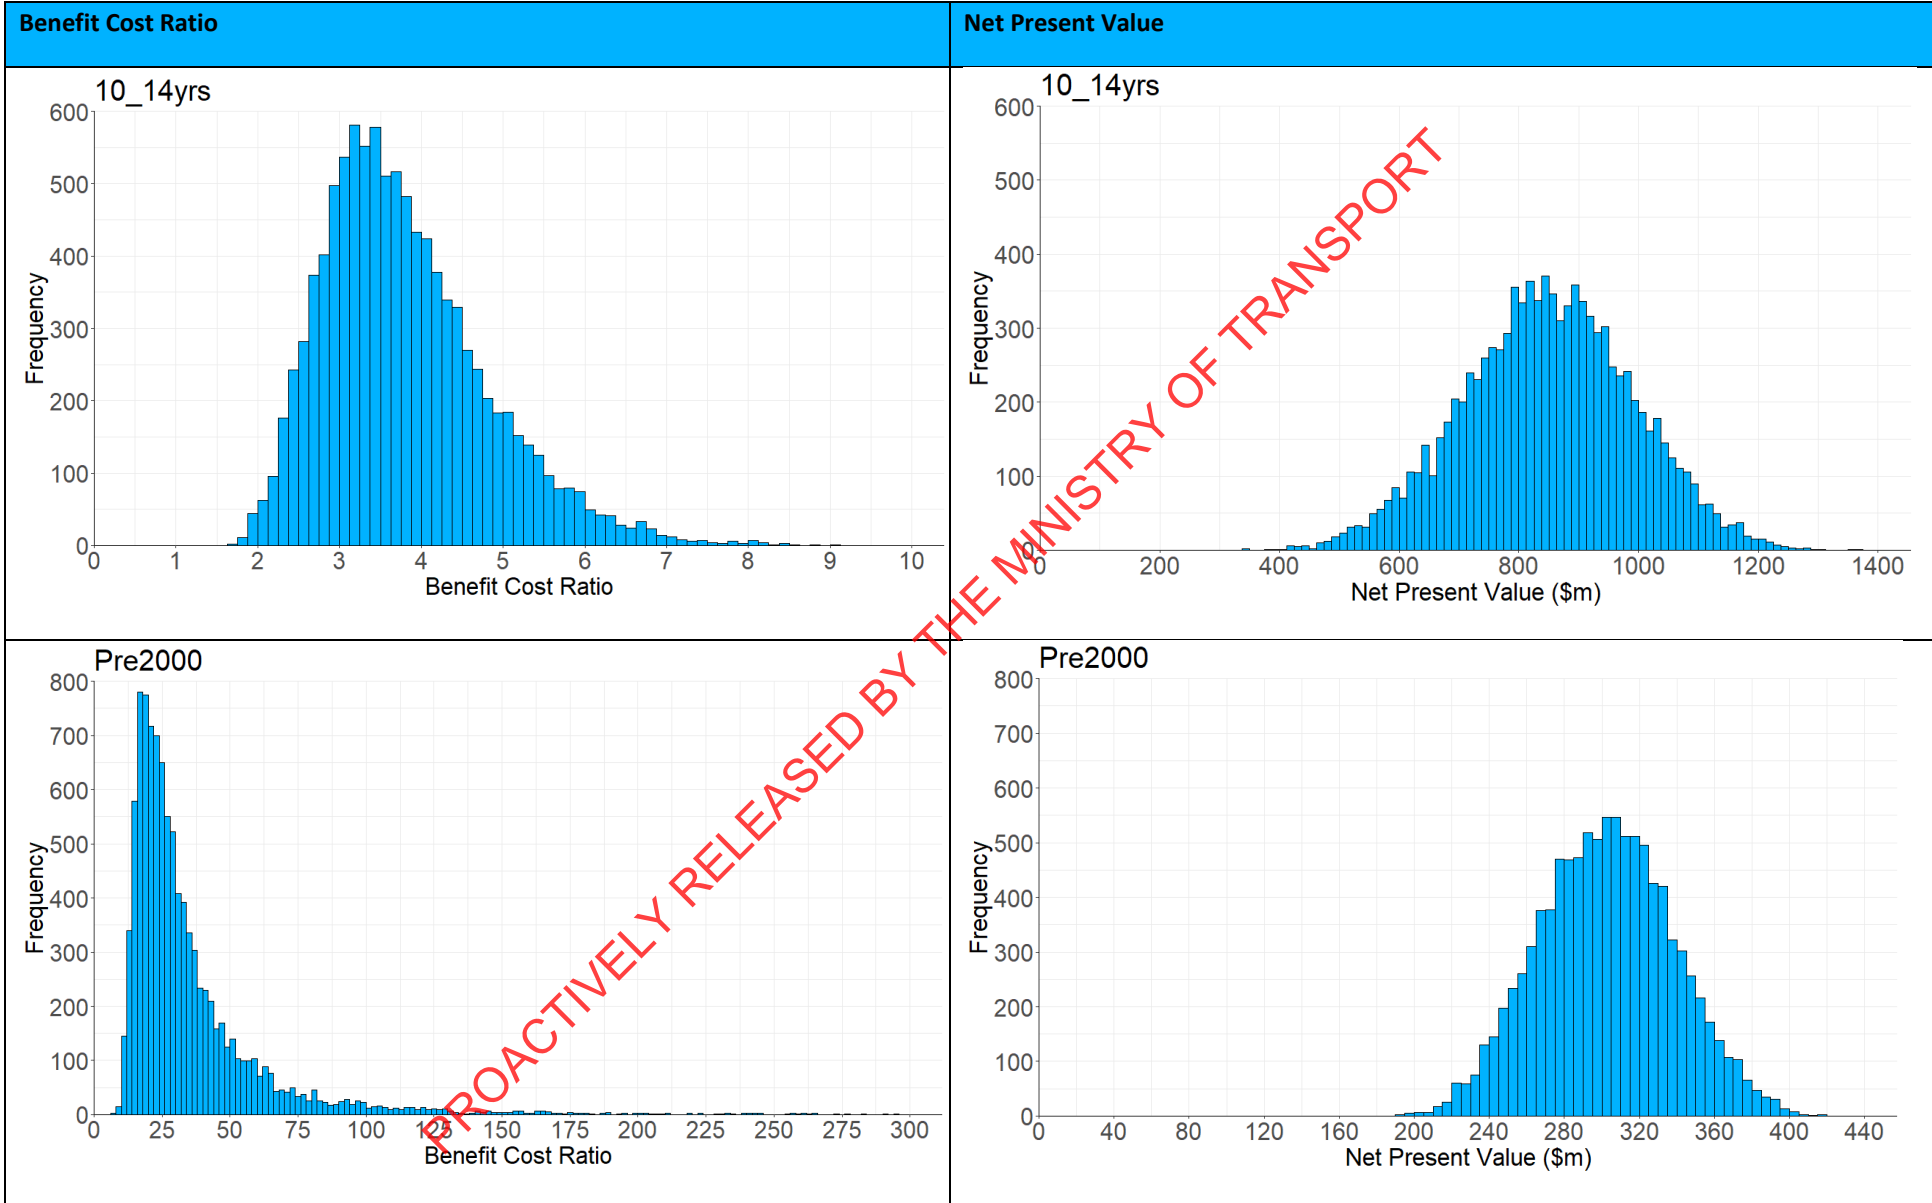 Benefit Cost Ratio
Net Present Value
10_14yrs
600
500
400
300
200
100
0
Frequency
0 1 2 3 4 5 6 7 8 9 10
Benefit Cost Ratio
10_14yrs
600
500
400
300
200
100
0
Frequency
0 200 400 600 800 1000 1200 1400
Net Present Value ($m)
Pre2000
800
700
600
500
400
300
200
100
0
Frequency
0 25 50 75 100 125 150 175 200 225 250 275 300
Benefit Cost Ratio
Pre2000
800
700
600
500
400
300
200
100
0
Frequency
0 40 80 120 160 200 240 280 320 360 400 440
Net Present Value ($m)
PROACTIVELY RELEASED BY THE MINISTRY OF TRANSPORT